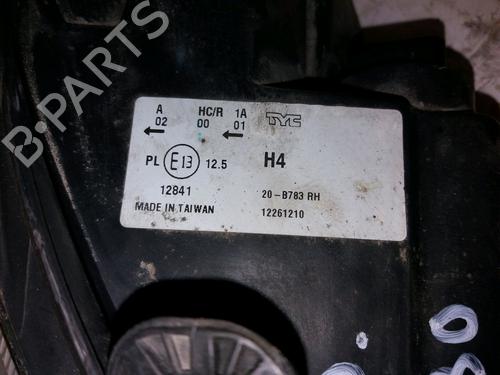 B-PARTS
A HC/R 1A TYC
02 00 01
PL E13 12.5 H4
12841 20-B783 RH
MADE IN TAIWAN 12261210